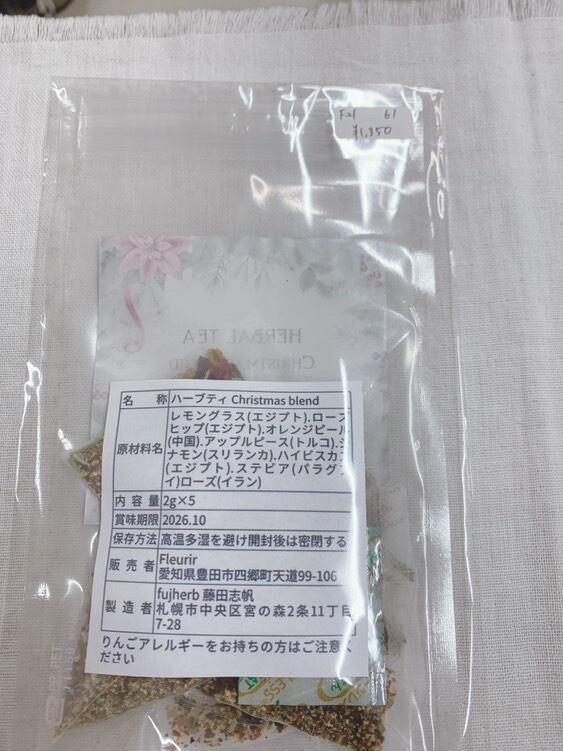 F21 61
¥1,350
HERBAL TEA
CHRISTMAS
名 称 ハーブティ Christmas blend
原材料名 レモングラス(エジプト).ローズ
ヒップ(エジプト).オレンジピール
(中国).アップルピース(トルコ).シ
ナモン(スリランカ).ハイビスカス
(エジプト).ステビア(パラグア
イ)ローズ(イラン)
内 容 量 2g×5
賞味期限 2026.10
保存方法 高温多湿を避け開封後は密閉する
販 売 者 Fleurir
愛知県豊田市四郷町天道99-106
製 造 者 fujherb 藤田志帆
札幌市中央区宮の森2条11丁目
7-28
りんごアレルギーをお持ちの方はご注意く
ださい